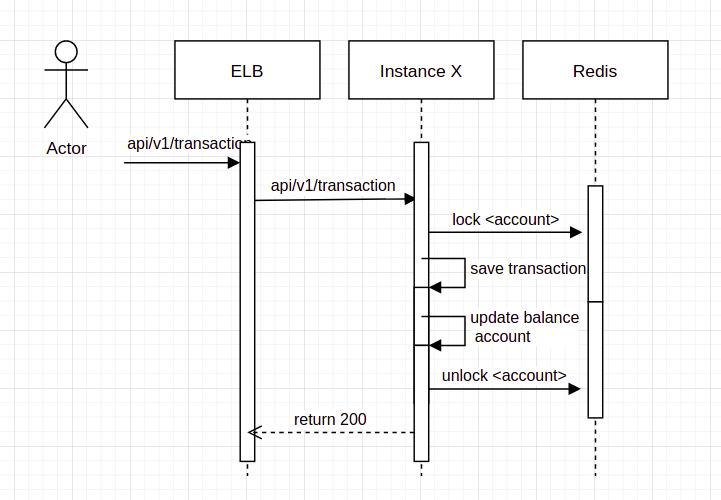 ELB
Instance X
Redis
Actor
api/v1/transaction
api/v1/transaction
lock <account>
save transaction
update balance
account
unlock <account>
return 200